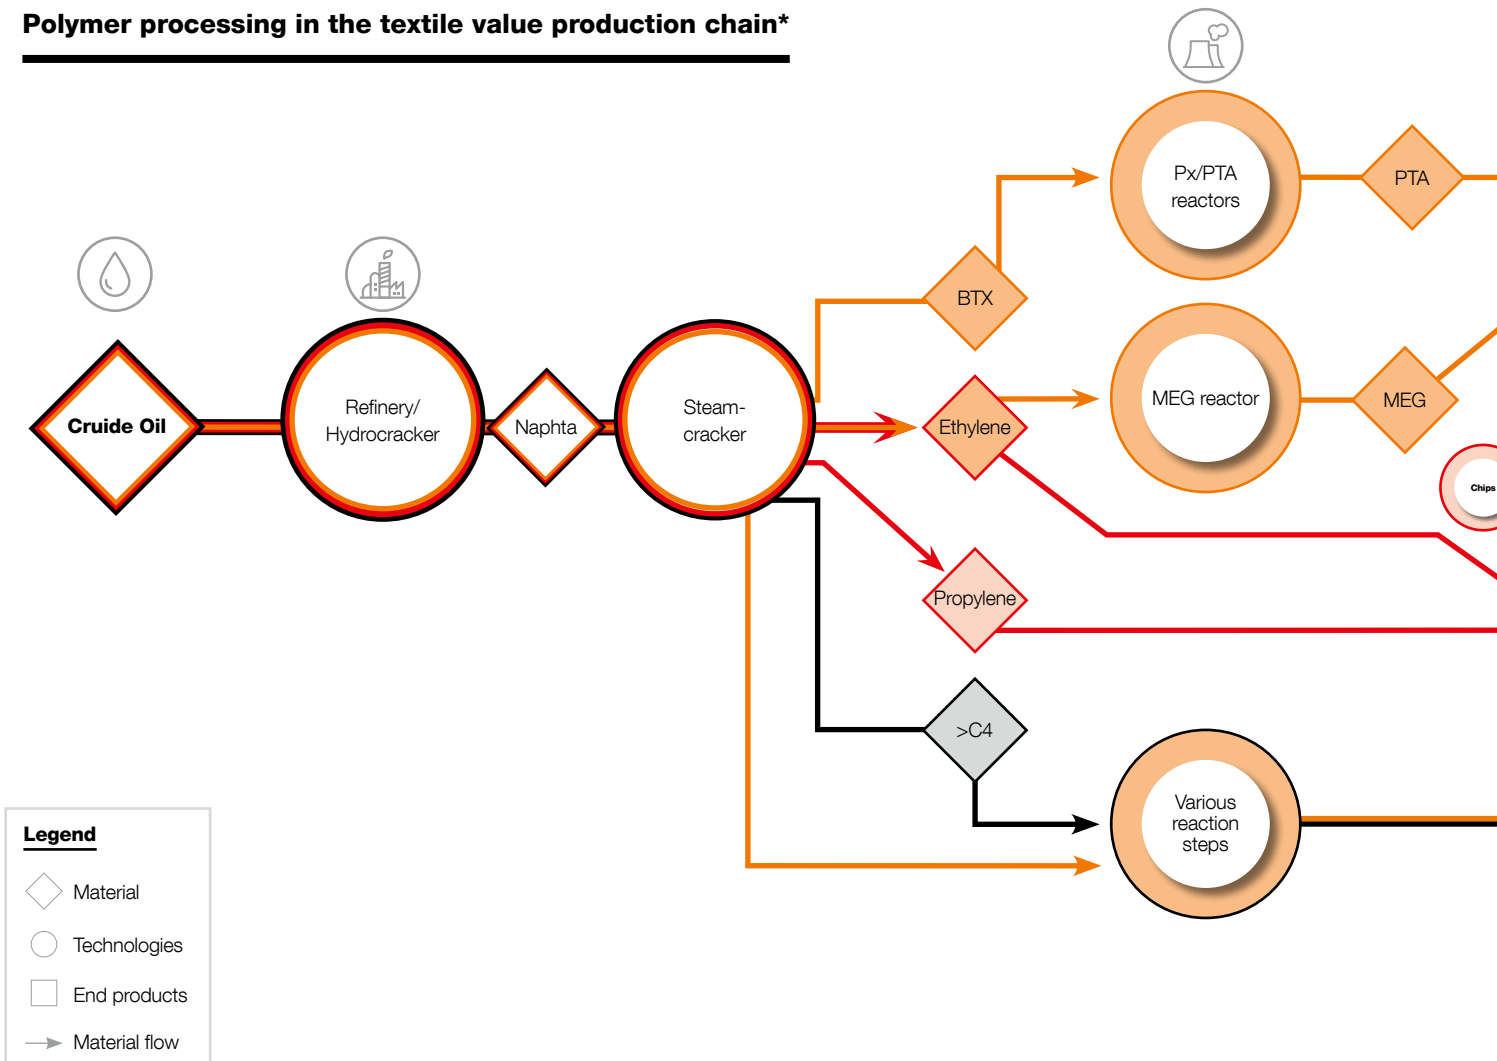 Polymer processing in the textile value production chain*
Px/PTA
reactors
PTA
BTX
Cruide Oil
Refinery/
Hydrocracker
Naphta
Steam-
cracker
Ethylene
MEG reactor
MEG
Chips
Propylene
>C4
Various
reaction
steps
Legend
Material
Technologies
End products
Material flow